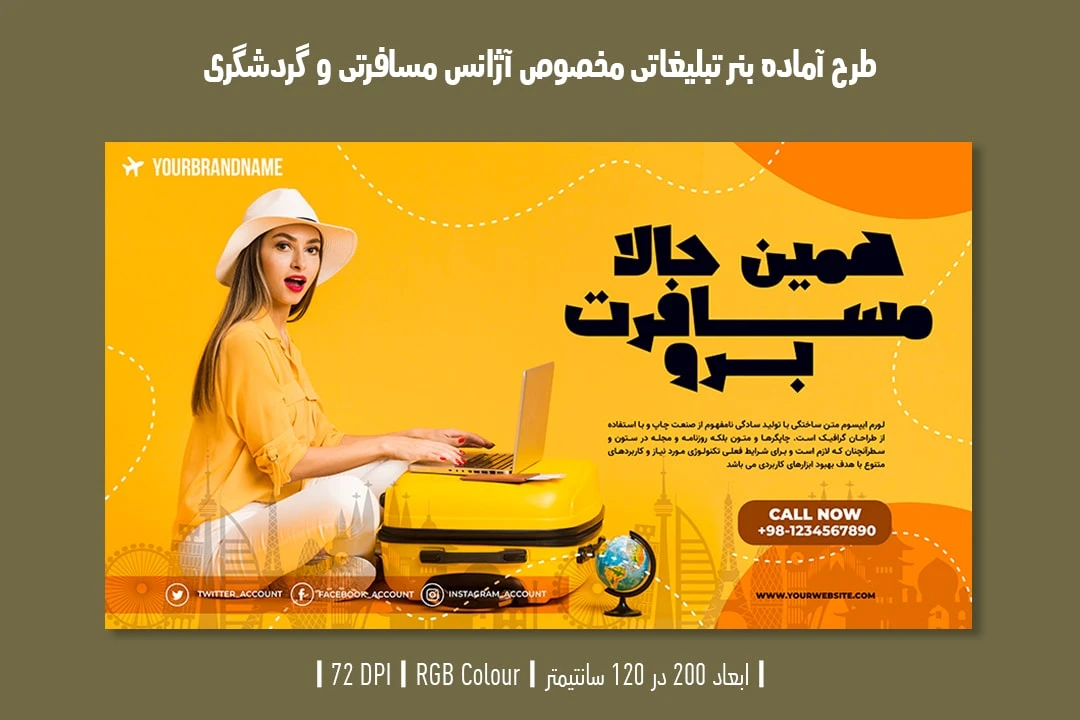 طرح آماده بنر تبلیغاتی مخصوص آژانس مسافرتی و گردشگری
YOURBRANDNAME
همین حالا
مسافرت
برو
لورم ایپسوم متن ساختگی با تولید سادگی نامفهوم از صنعت چاپ و با استفاده
از طراحان گرافیک است. چاپگرها و متون بلکه روزنامه و مجله در ستون و
سطرآنچنان که لازم است و برای شرایط فعلی تکنولوژی مورد نیاز و کاربردهای
متنوع با هدف بهبود ابزارهای کاربردی می باشد
CALL NOW
+98-1234567890
TWITTER_ACCOUNT FACEBOOK_ACCOUNT INSTAGRAM_ACCOUNT
WWW.YOURWEBSITE.COM
| ابعاد 200 در 120 سانتیمتر | RGB Colour | 72 DPI |